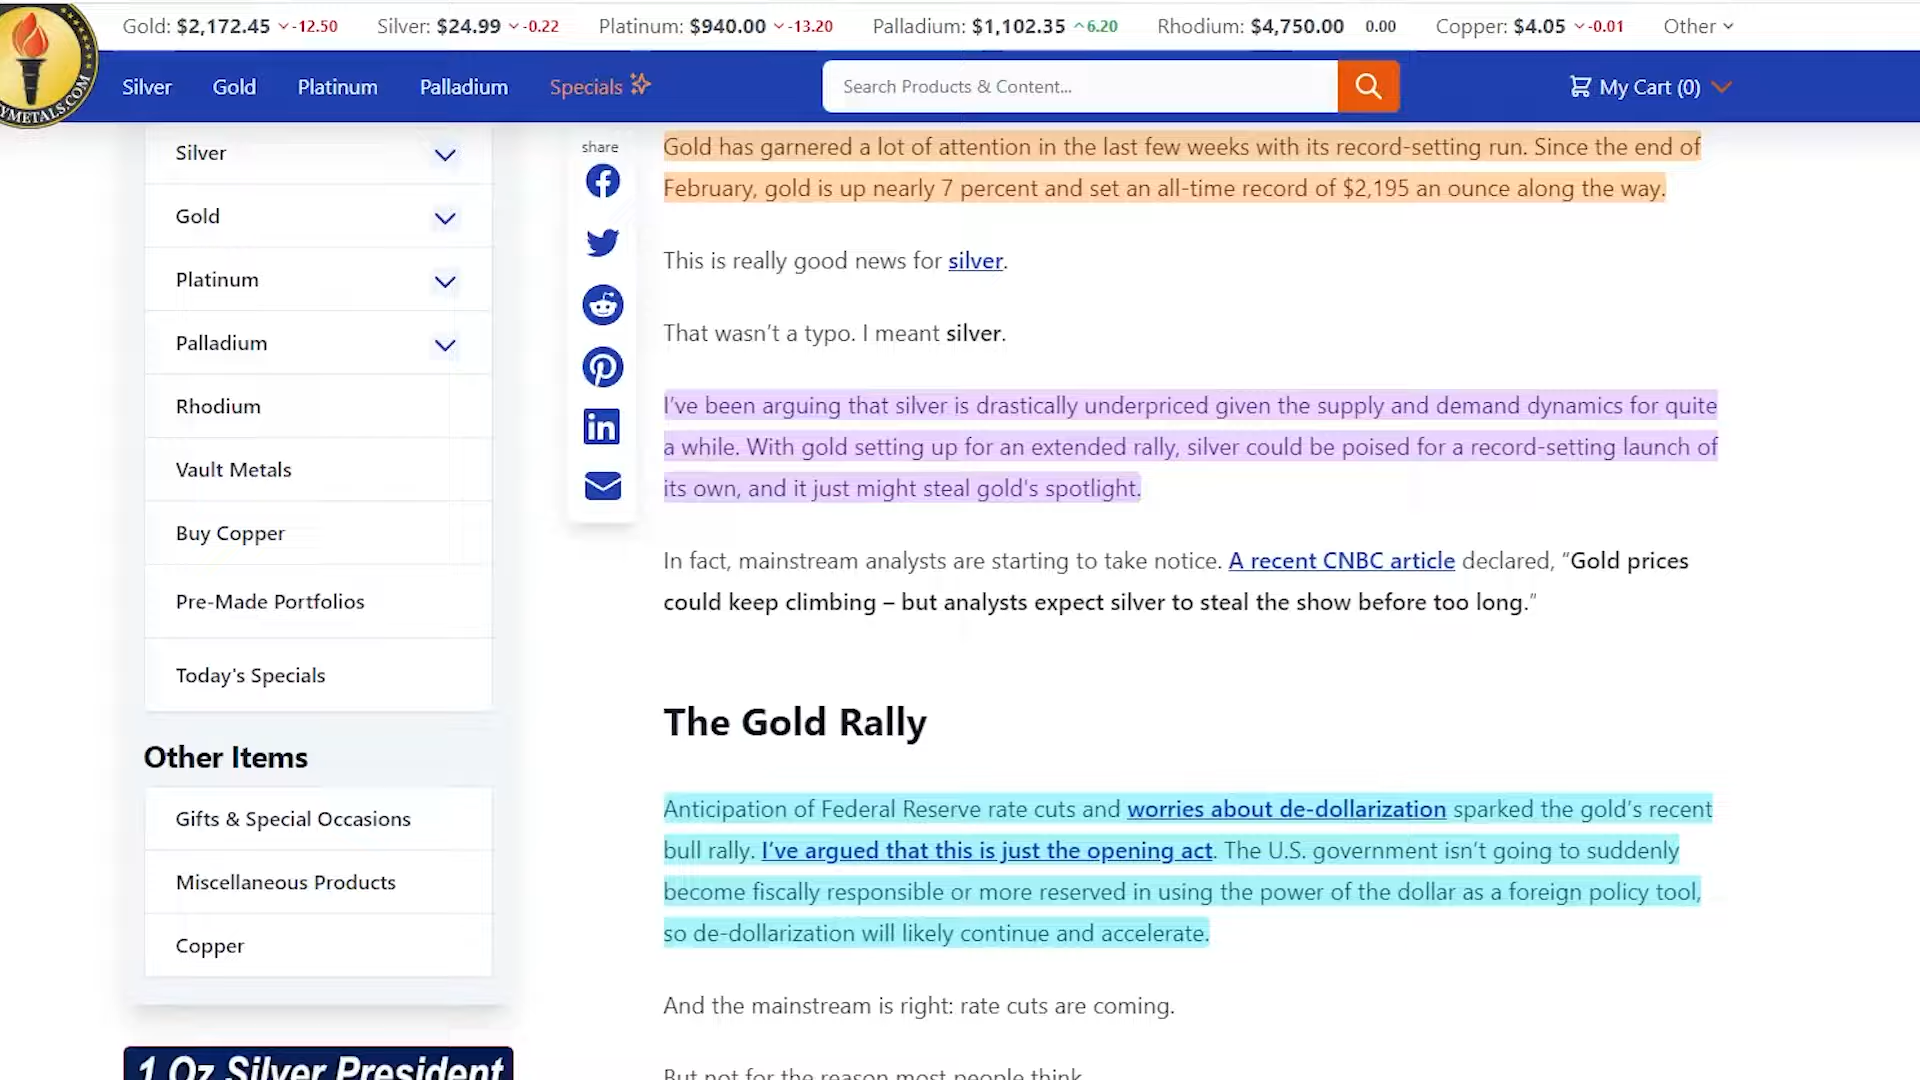 Gold: $2,172.45 -12.50 Silver: $24.99 -0.22 Platinum: $940.00 -13.20 Palladium: $1,102.35 6.20 Rhodium: $4,750.00 0.00 Copper: $4.05 -0.01 Other
YMETALS.COM
Silver Gold Platinum Palladium Specials Search Products & Content... My Cart (0)
Silver
Gold
Platinum
Palladium
Rhodium
Vault Metals
Buy Copper
Pre-Made Portfolios
Today's Specials
Other Items
Gifts & Special Occasions
Miscellaneous Products
Copper
1 Oz Silver President
share
Gold has garnered a lot of attention in the last few weeks with its record-setting run. Since the end of
February, gold is up nearly 7 percent and set an all-time record of $2,195 an ounce along the way.
This is really good news for silver.
That wasn’t a typo. I meant silver.
I’ve been arguing that silver is drastically underpriced given the supply and demand dynamics for quite
a while. With gold setting up for an extended rally, silver could be poised for a record-setting launch of
its own, and it just might steal gold's spotlight.
In fact, mainstream analysts are starting to take notice. A recent CNBC article declared, “Gold prices
could keep climbing – but analysts expect silver to steal the show before too long.”
The Gold Rally
Anticipation of Federal Reserve rate cuts and worries about de-dollarization sparked the gold’s recent
bull rally. I’ve argued that this is just the opening act. The U.S. government isn’t going to suddenly
become fiscally responsible or more reserved in using the power of the dollar as a foreign policy tool,
so de-dollarization will likely continue and accelerate.
And the mainstream is right: rate cuts are coming.
But not for the reason most people think.